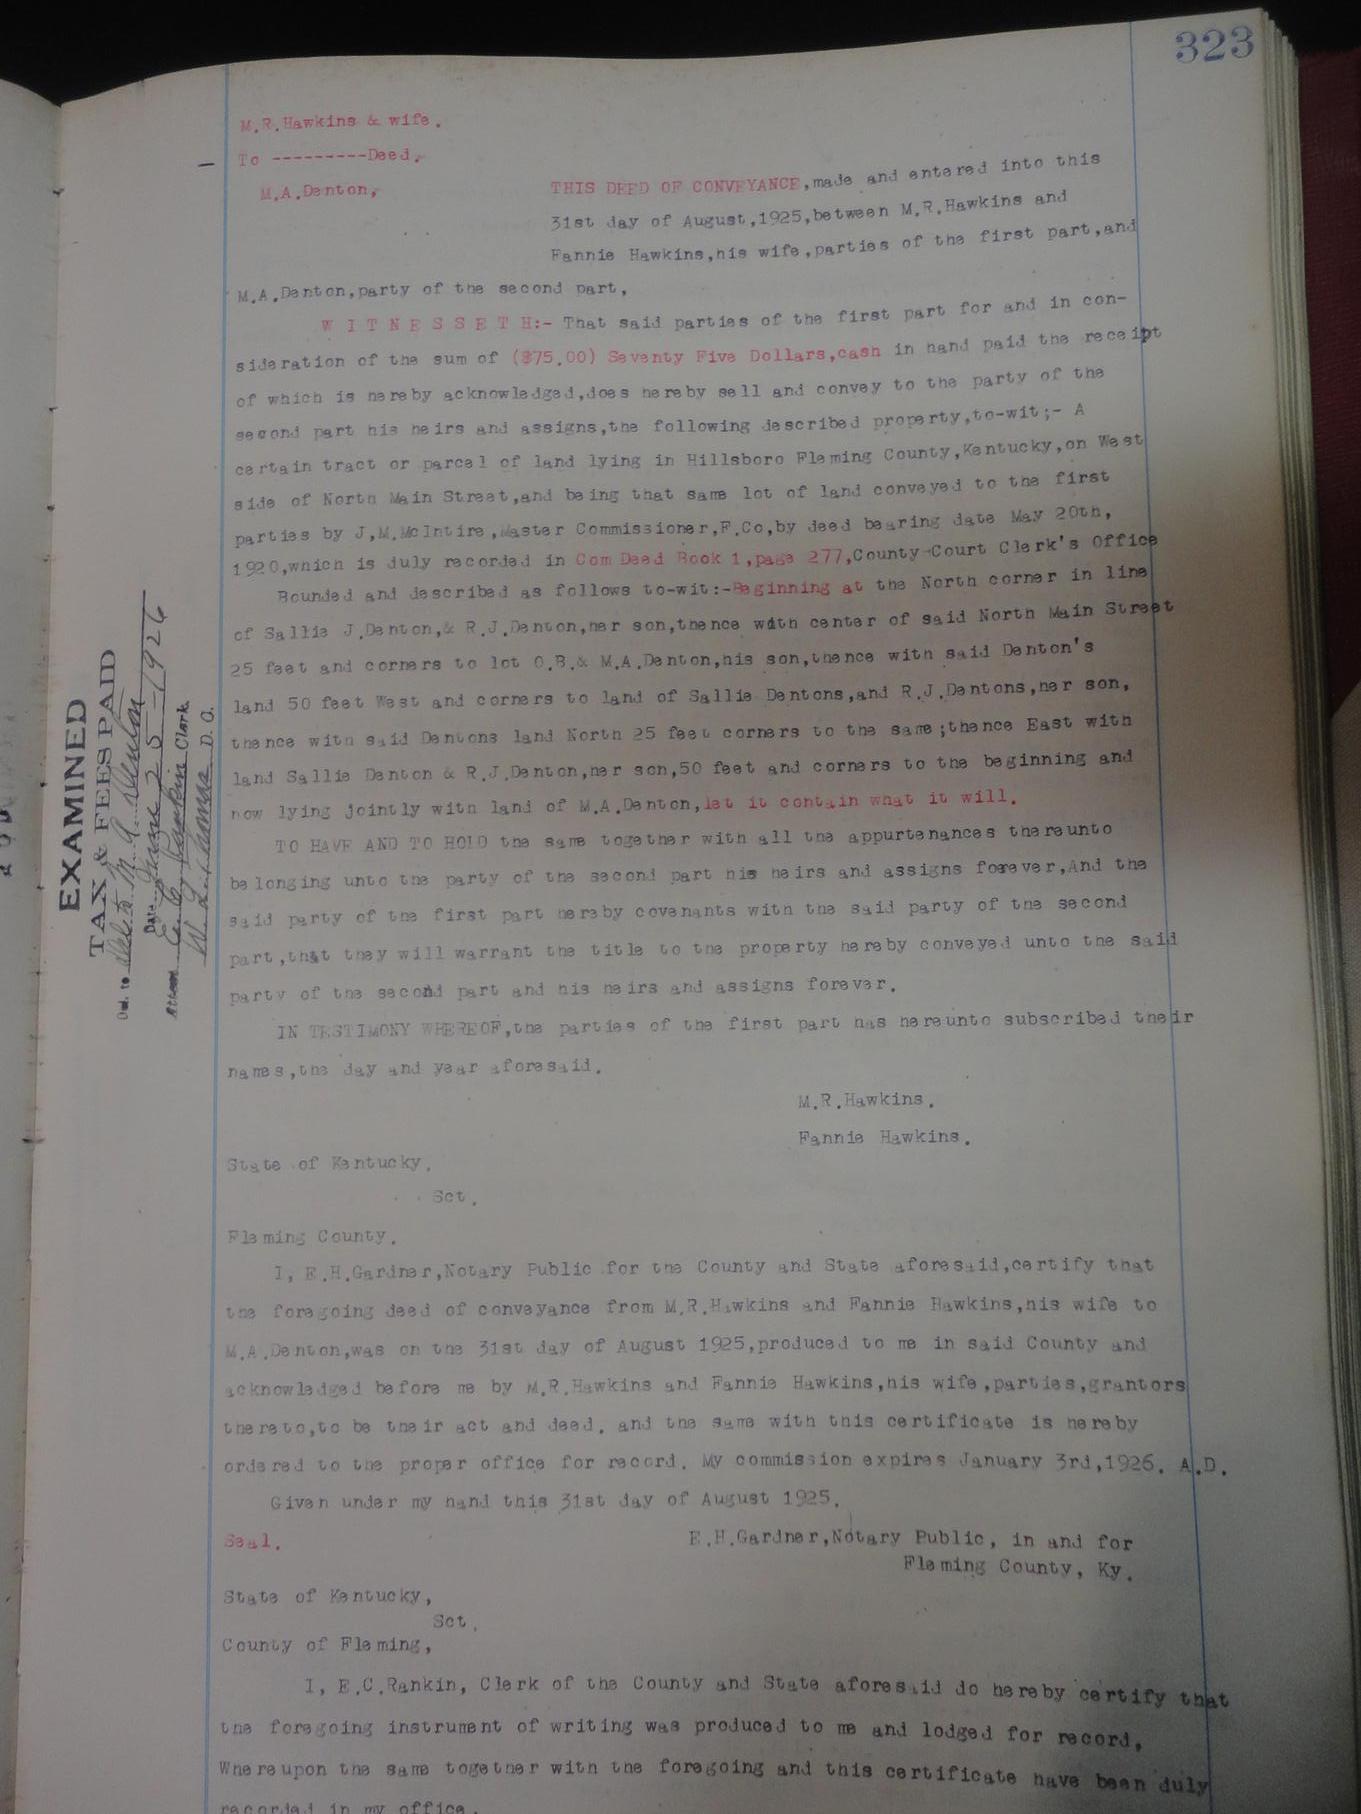 323
M.R.Hawkins & wife.
To ---------Deed.
M.A.Denton,
THIS DEED OF CONVEYANCE,made and entered into this
31st day of August,1925,between M.R.Hawkins and
Fannie Hawkins,his wife,parties of the first part,and
M.A.Denton,party of the second part,
W I T N E S S E T H:- That said parties of the first part for and in con-
sideration of the sum of ($75.00) Seventy Five Dollars,cash in hand paid the receipt
of which is hereby acknowledged,does hereby sell and convey to the party of the
second part his heirs and assigns,the following described property,to-wit;- A
certain tract or parcel of land lying in Hillsboro Fleming County,Kentucky,on West
side of North Main Street,and being that same lot of land conveyed to the first
parties by J,M.McIntire,Master Commissioner,F.Co,by deed bearing date May 20th,
1920,which is duly recorded in Com Deed Book 1,page 277,County Court Clerk's Office
Bounded and described as follows to-wit:-Beginning at the North corner in line
of Sallie J.Denton,& R.J.Denton,her son,thence with center of said North Main Street
25 feet and corners to lot O.B.& M.A.Denton,his son,thence with said Denton's
land 50 feet West and corners to land of Sallie Dentons,and R.J.Dentons,her son,
thence with said Dentons land North 25 feet corners to the same;thence East with
land Sallie Denton & R.J.Denton,her son,50 feet and corners to the beginning and
now lying jointly with land of M.A.Denton,let it contain what it will.
TO HAVE AND TO HOLD the same together with all the appurtenances thereunto
belonging unto the party of the second part his heirs and assigns forever,And the
said party of the first part hereby covenants with the said party of the second
part,that they will warrant the title to the property hereby conveyed unto the said
party of the second part and his heirs and assigns forever.
IN TESTIMONY WHEREOF,the parties of the first part has hereunto subscribed their
names,the day and year aforesaid.
M.R.Hawkins.
Fannie Hawkins.
State of Kentucky.
Sct.
Fleming County.
I, E.H.Gardner,Notary Public for the County and State aforesaid,certify that
the foregoing deed of conveyance from M.R.Hawkins and Fannie Hawkins,his wife to
M.A.Denton,was on the 31st day of August 1925,produced to me in said County and
acknowledged before me by M.R.Hawkins and Fannie Hawkins,his wife,parties,grantors
thereto,to be their act and deed. and the same with this certificate is hereby
ordered to the proper office for record. My commission expires January 3rd,1926. A.D.
Given under my hand this 31st day of August 1925.
Seal.
E.H.Gardner,Notary Public, in and for
Fleming County, Ky.
State of Kentucky,
Sct.
County of Fleming,
I, E.C.Rankin, Clerk of the County and State aforesaid do hereby certify that
the foregoing instrument of writing was produced to me and lodged for record,
Whereupon the same together with the foregoing and this certificate have been duly
recorded in my office.
EXAMINED
TAX & FEES PAID
Del. to M. A. Denton
Date 25 1926
Attest E. C. Rankin Clerk.
D. C.